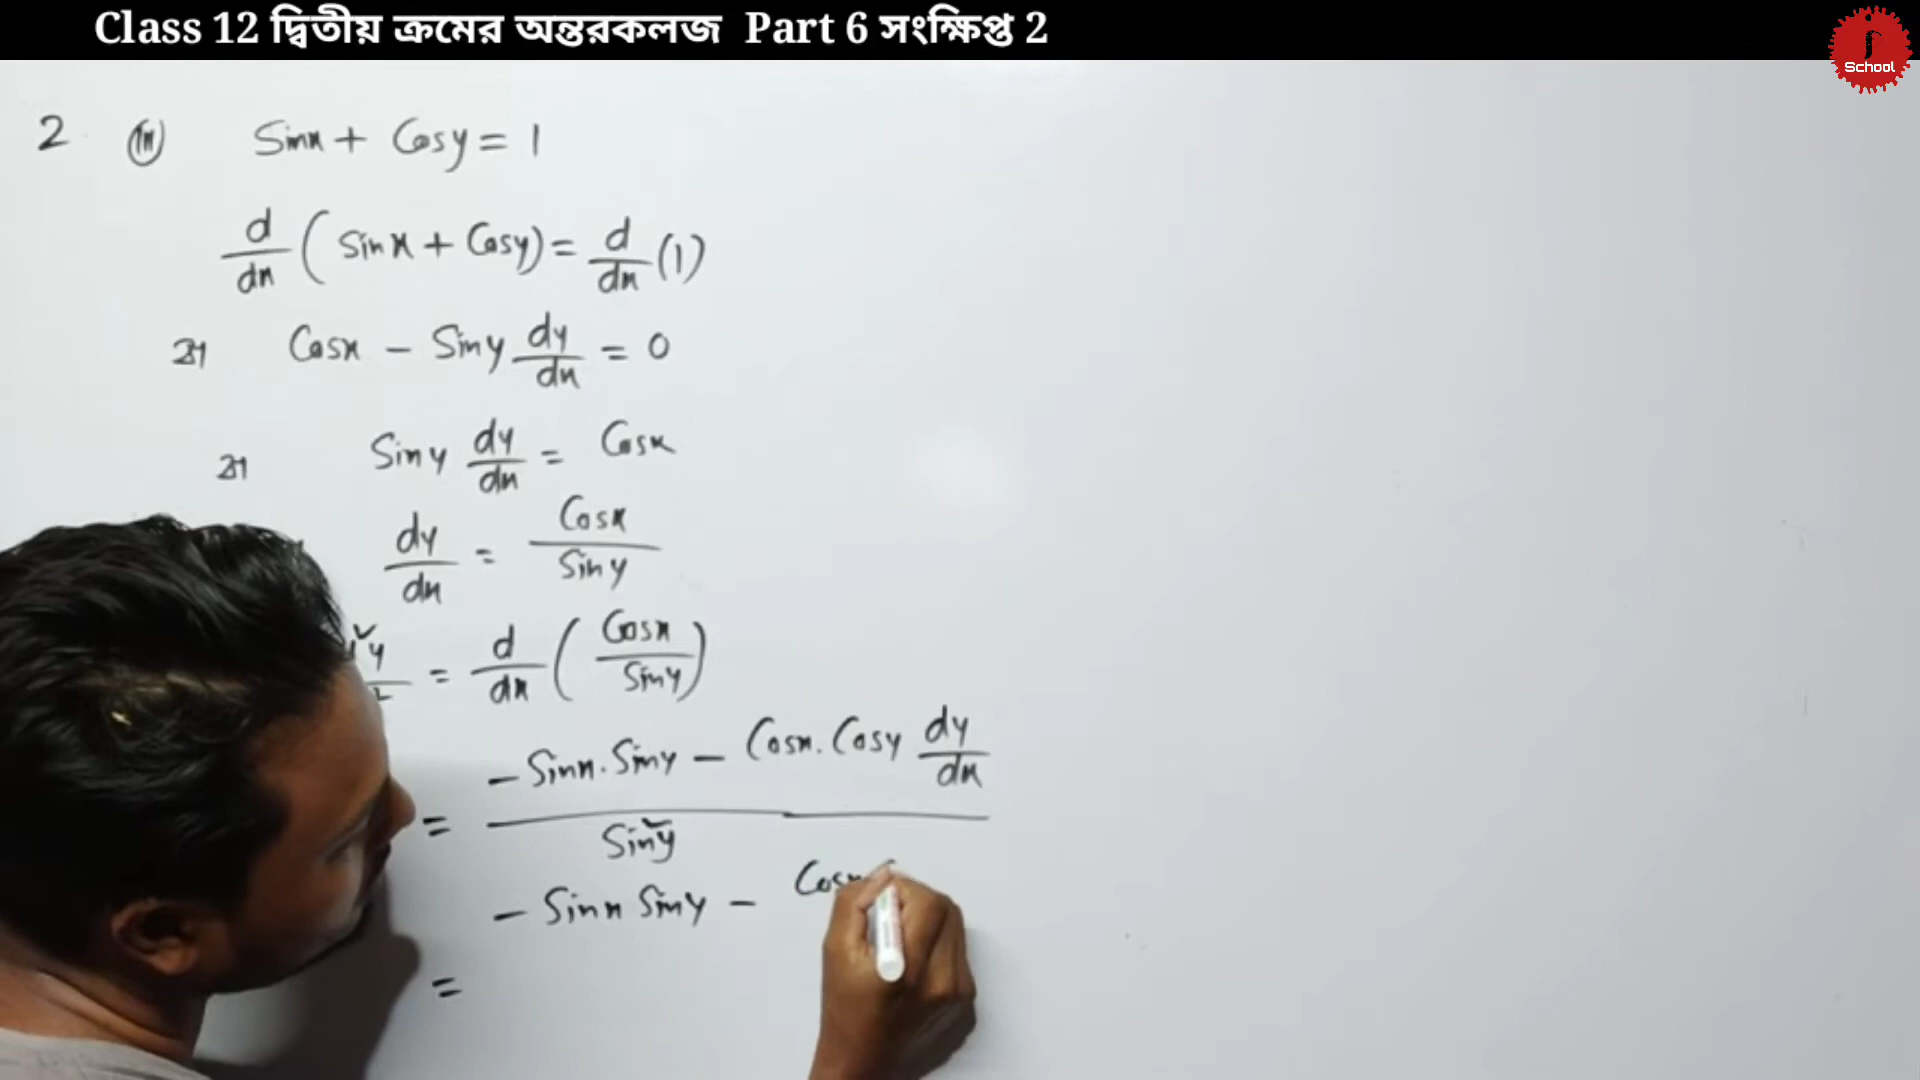 Class 12 দ্বিতীয় ক্রমের অন্তরকলজ Part 6 সংক্ষিপ্ত 2
ʃ School
2 (iii) Sinx + Cosy = 1
d/dx (Sinx + Cosy) = d/dx (1)
বা Cosx - Siny dy/dx = 0
বা Siny dy/dx = Cosx
dy/dx = Cosx/Siny
= d/dx (Cosx/Siny)
= (- Sinx . Siny - Cosx . Cosy dy/dx) / Sin²y
= - Sinx Siny - Cosx